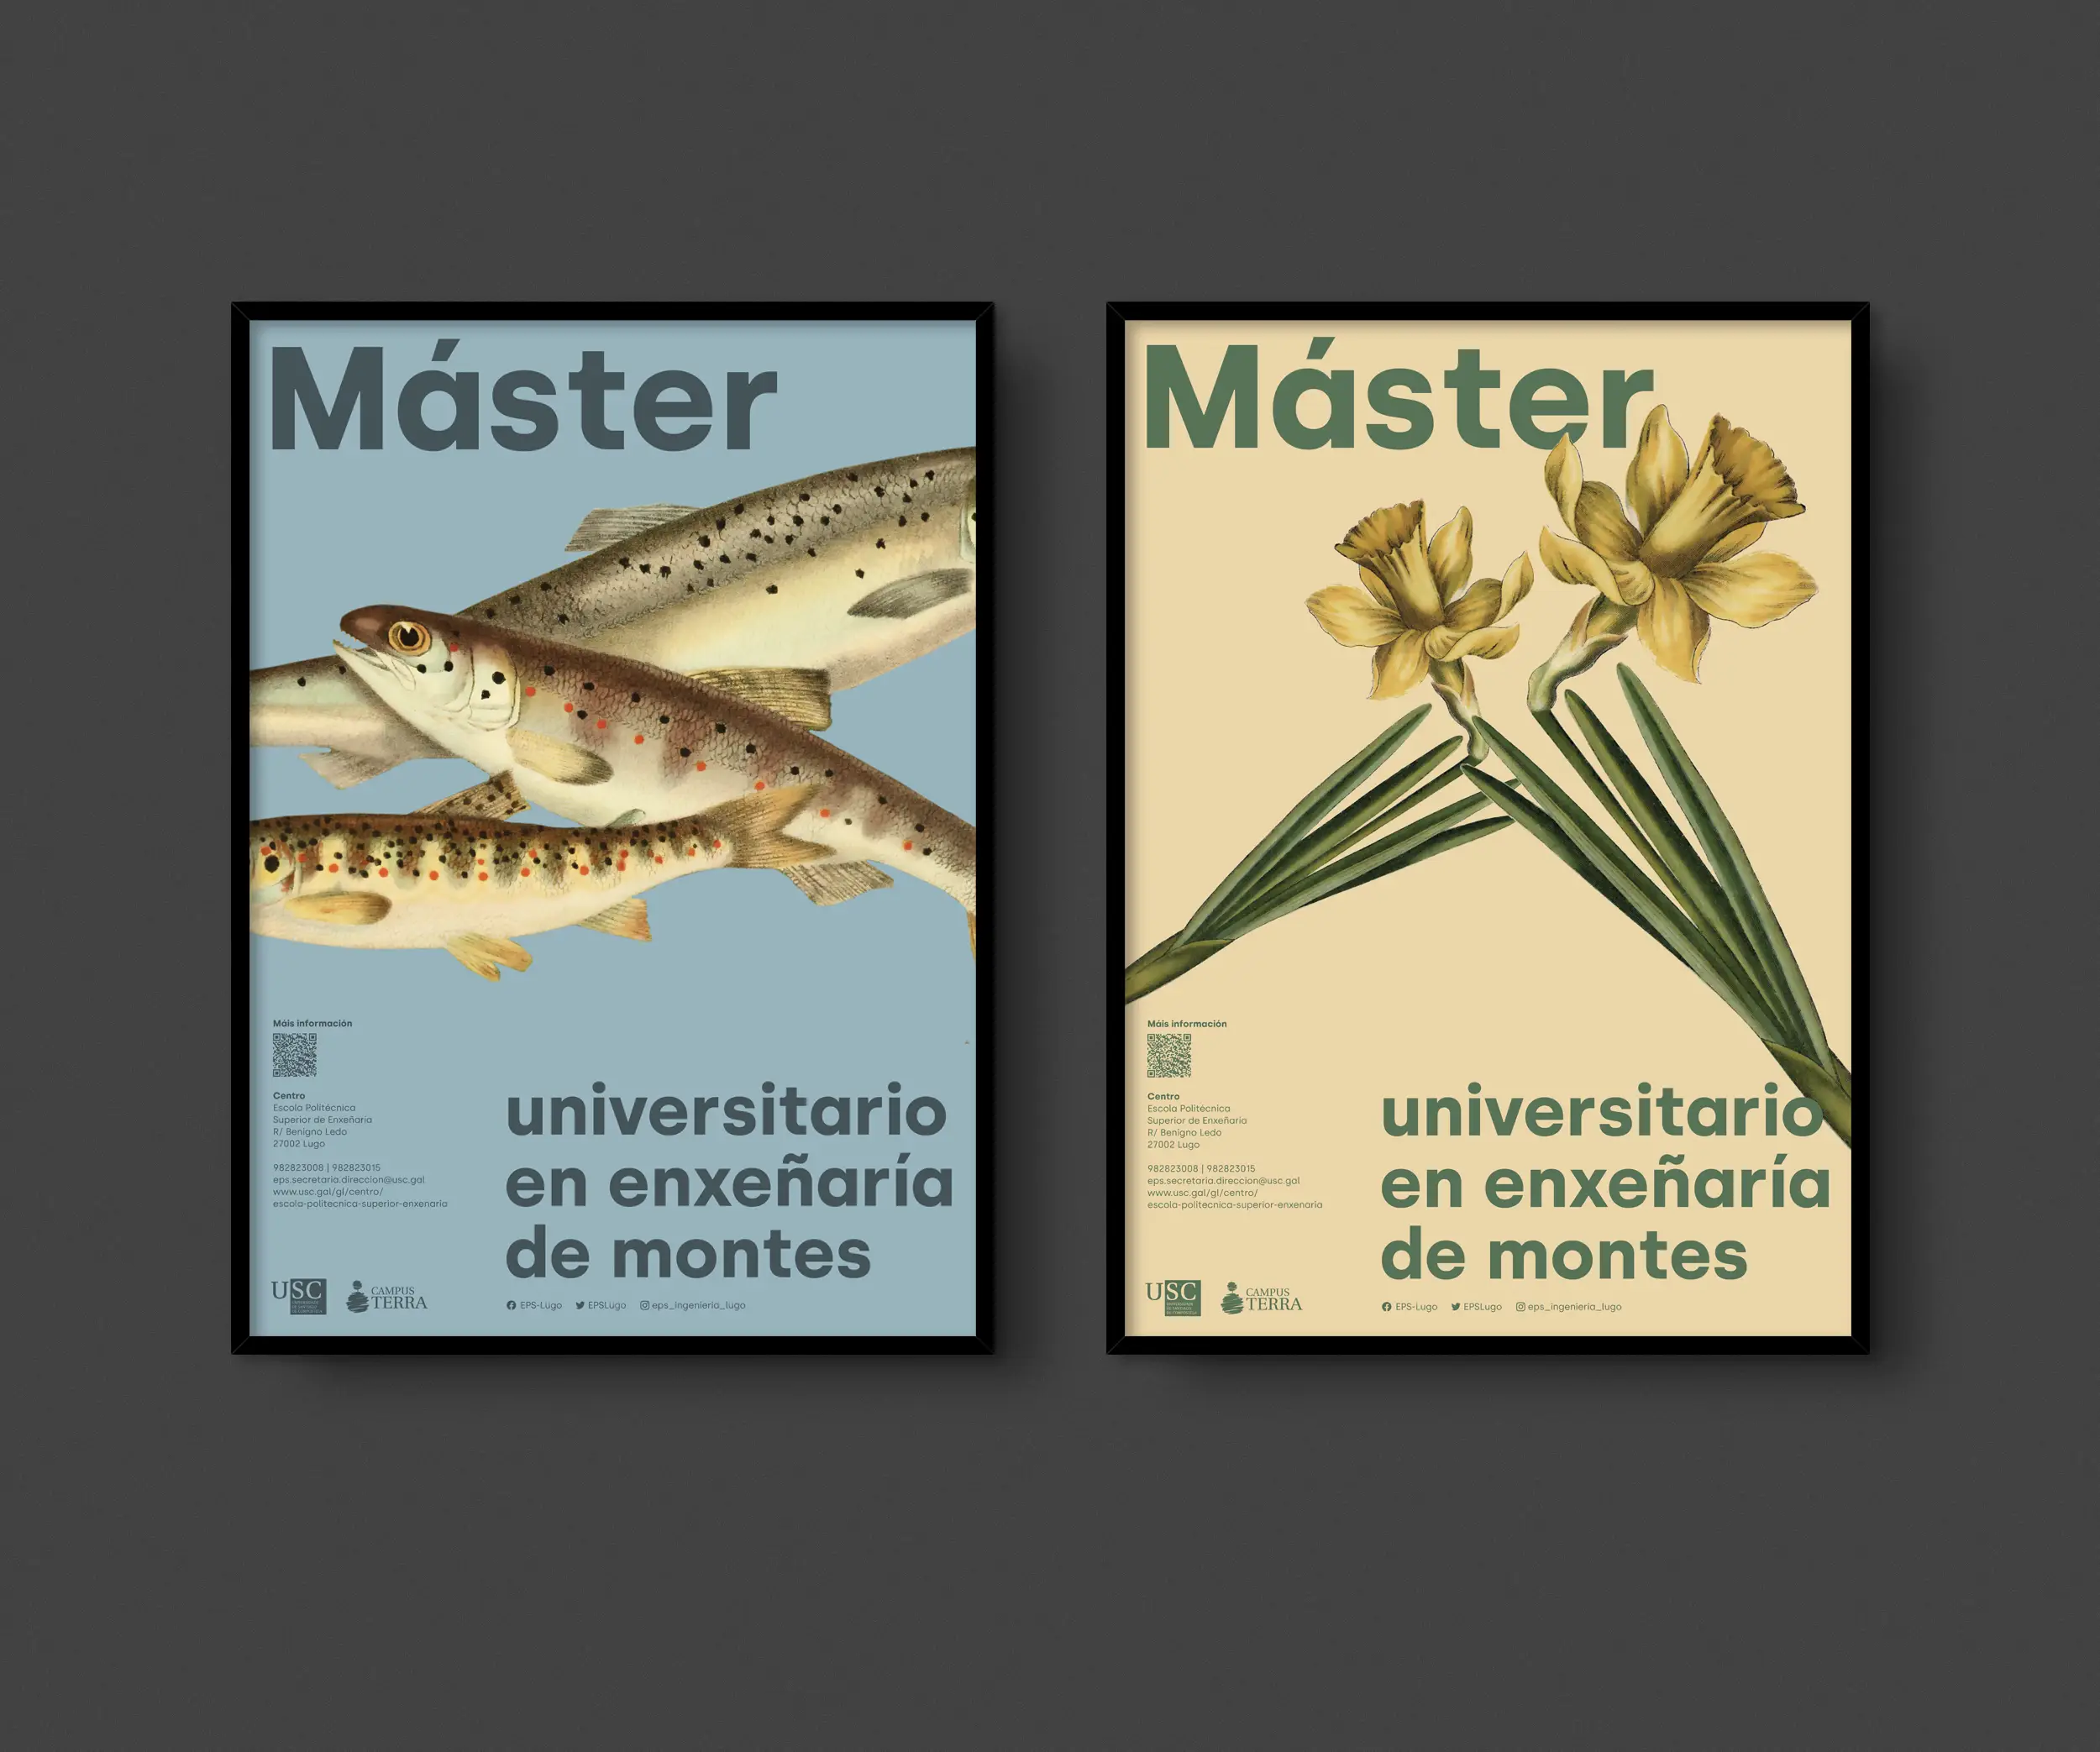 Máster
Máis información
Centro
Escola Politécnica
Superior de Enxeñaria
R/ Benigno Ledo
27002 Lugo
982823008 | 982823015
eps.secretaria.direccion@usc.gal
www.usc.gal/gl/centro/
escola-politecnica-superior-enxenaria
universitario
en enxeñaría
de montes
USC
CAMPUS
TERRA
EPS-Lugo EPSLugo eps_ingenieria_lugo
Máster
Máis información
Centro
Escola Politécnica
Superior de Enxeñaria
R/ Benigno Ledo
27002 Lugo
982823008 | 982823015
eps.secretaria.direccion@usc.gal
www.usc.gal/gl/centro/
escola-politecnica-superior-enxenaria
universitario
en enxeñaría
de montes
USC
CAMPUS
TERRA
EPS-Lugo EPSLugo eps_ingenieria_lugo